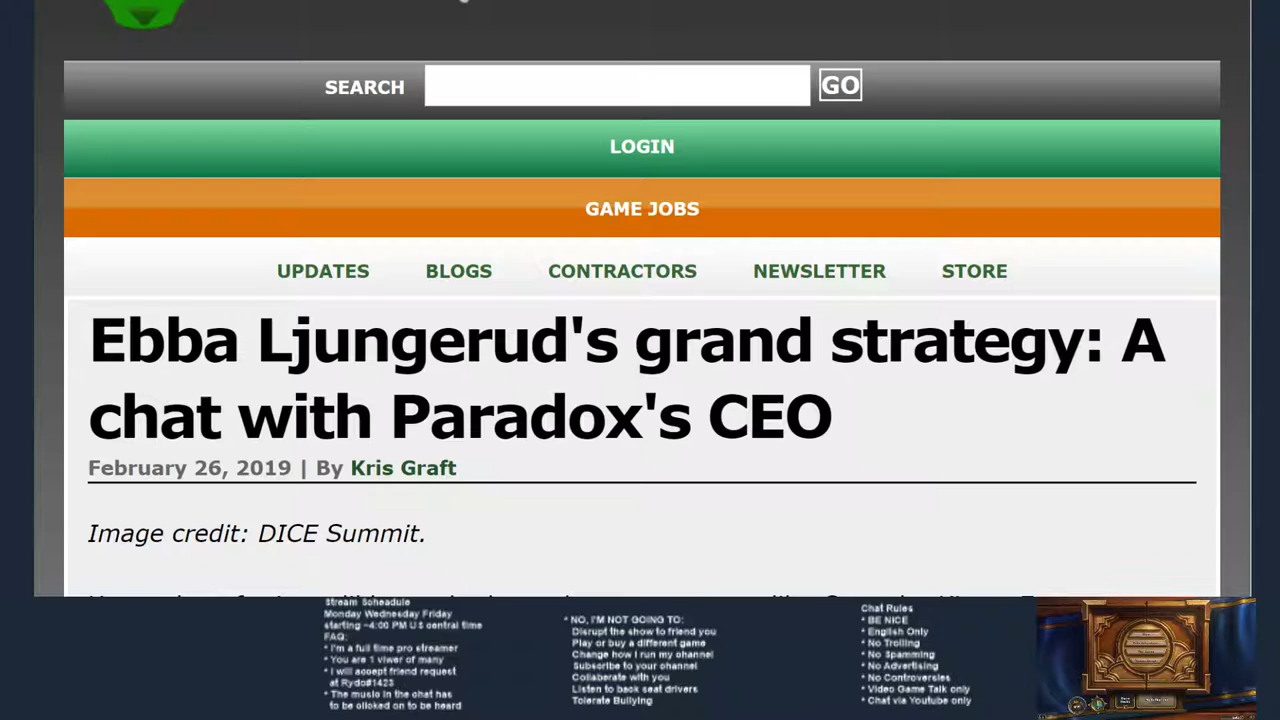 SEARCH GO
LOGIN
GAME JOBS
UPDATES BLOGS CONTRACTORS NEWSLETTER STORE
Ebba Ljungerud's grand strategy: A
chat with Paradox's CEO
February 26, 2019 | By Kris Graft
Image credit: DICE Summit.
Stream Scheadule
Monday Wednesday Friday
starting ~4:00 PM US central time
FAQ:
* I'm a full time pro streamer
* You are 1 viwer of many
* I will accept friend request
at Rydo#1423
* The music in the chat has
to be clicked on to be heard
* NO, I'M NOT GOING TO:
Disrupt the show to friend you
Play or buy a different game
Change how I run my channel
Subscribe to your channel
Collaberate with you
Listen to back seat drivers
Tolerate Bullying
Chat Rules
* BE NICE
* English Only
* No Trolling
* No Spamming
* No Advertising
* No Controversies
* Video Game Talk only
* Chat via Youtube only